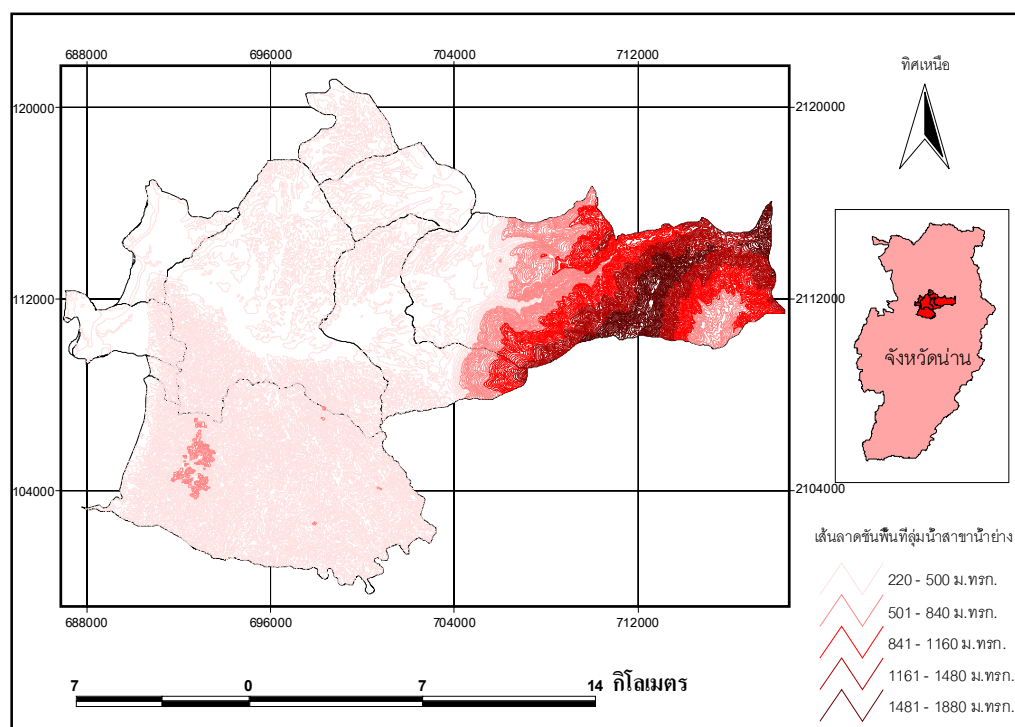 688000 696000 704000 712000
ทิศเหนือ
120000 2120000
112000 2112000
จังหวัดน่าน
104000 2104000
เส้นลาดชันพื้นที่ลุ่มน้ำสาขาน้ำย่าง
220 - 500 ม.ทรก.
501 - 840 ม.ทรก.
688000 696000 704000 712000
841 - 1160 ม.ทรก.
1161 - 1480 ม.ทรก.
7 0 7 14 กิโลเมตร
1481 - 1880 ม.ทรก.